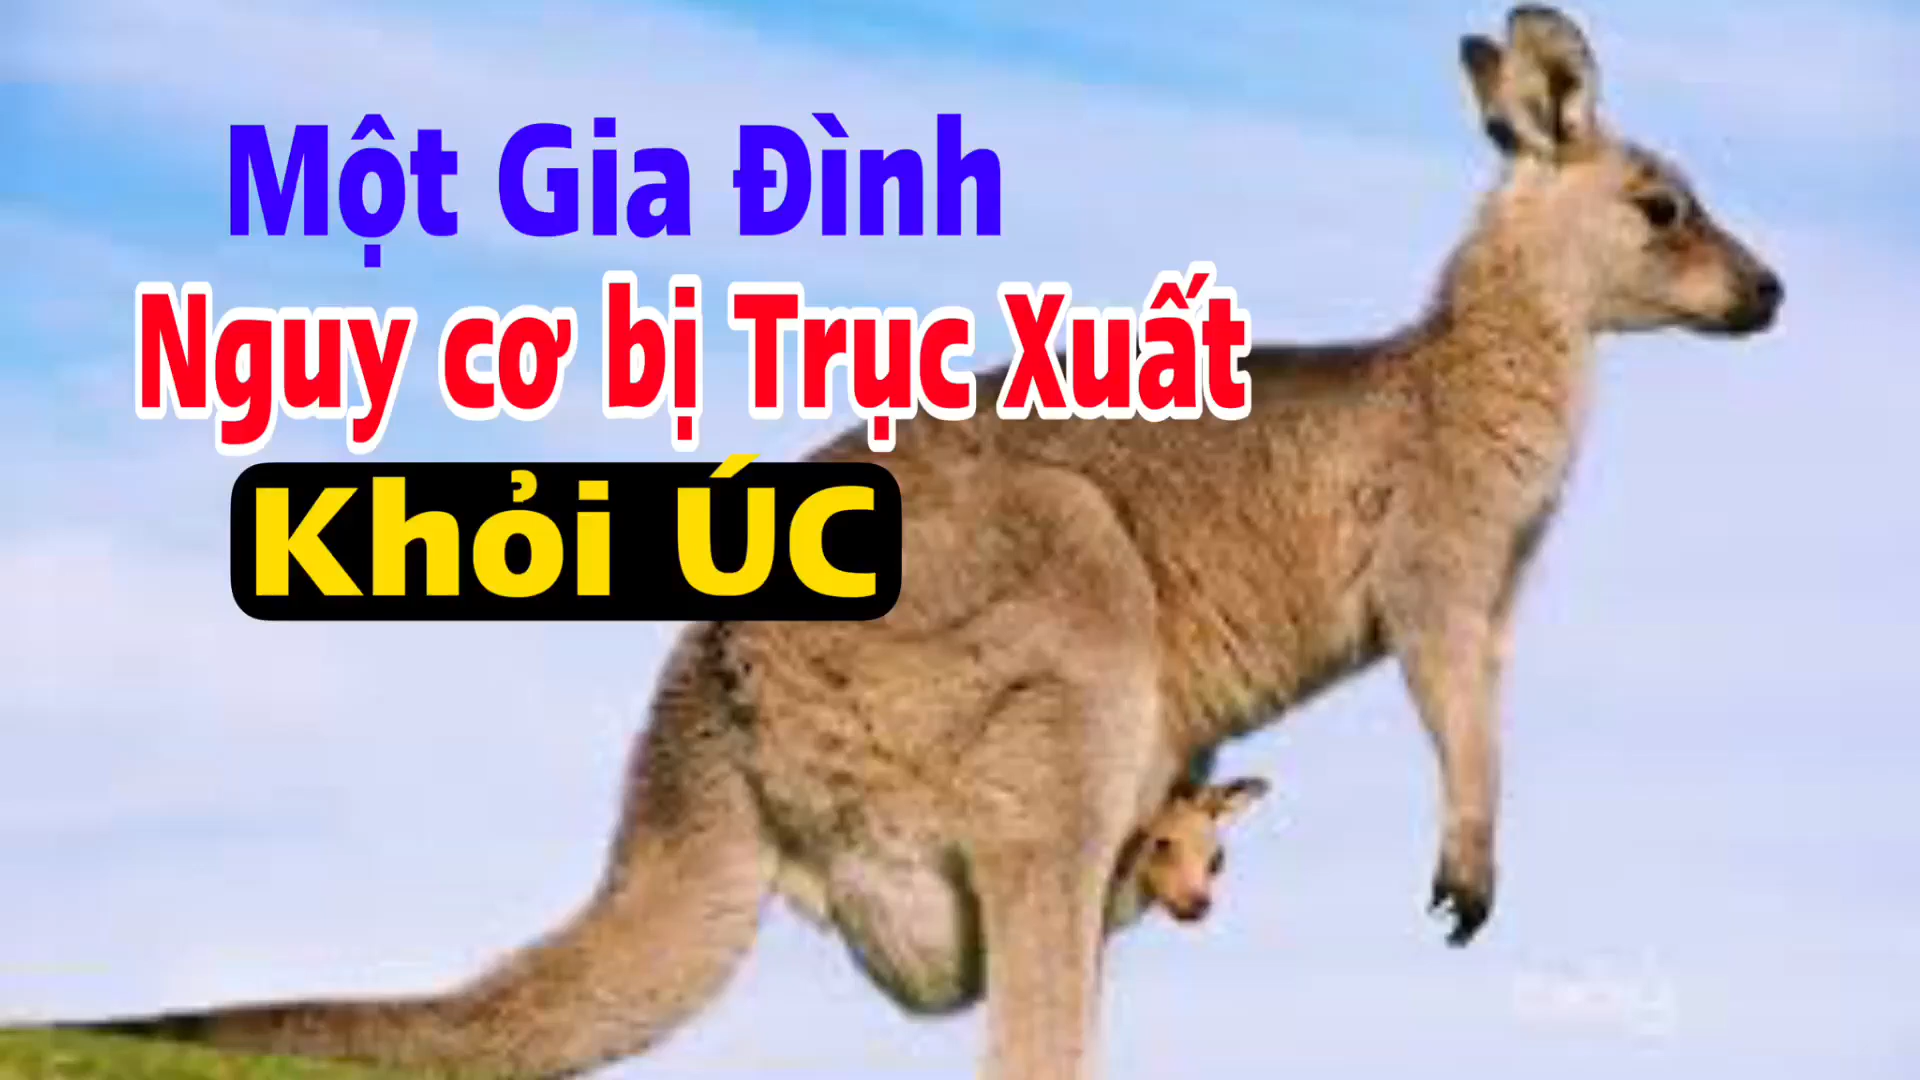 Một Gia Đình
Nguy cơ bị Trục Xuất
Khỏi ÚC